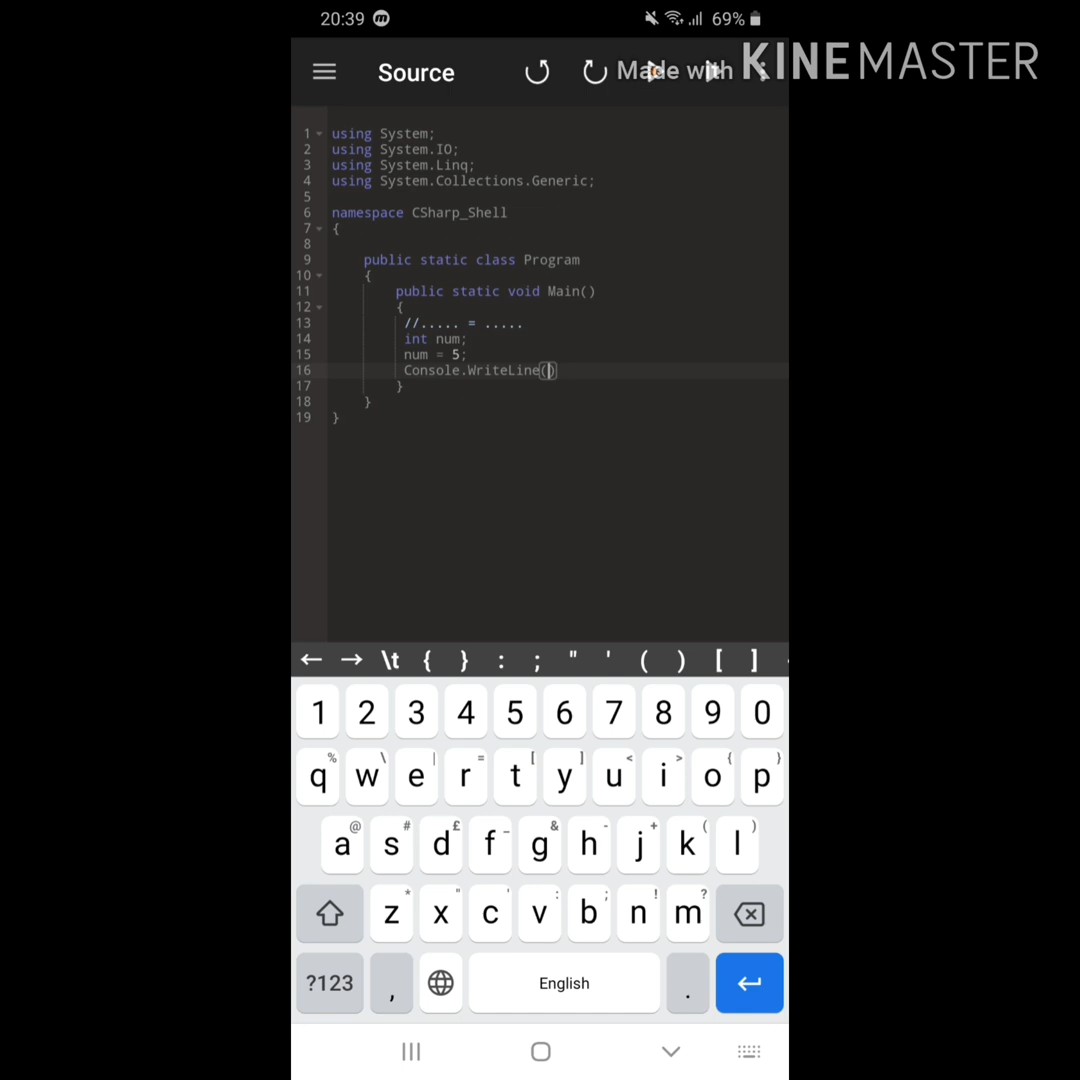 20:39 m 69%
Source
Made with KINEMASTER
1 using System;
2 using System.IO;
3 using System.Linq;
4 using System.Collections.Generic;
5
6 namespace CSharp_Shell
7 {
8
9 public static class Program
10 {
11 public static void Main()
12 {
13 //..... = .....
14 int num;
15 num = 5;
16 Console.WriteLine()
17 }
18 }
19 }
← → \t { } : ; " ' ( ) [ ]
1 2 3 4 5 6 7 8 9 0
% \ | = [ ] < > { }
q w e r t y u i o p
@ # £ _ & - + ( )
a s d f g h j k l
* " ' : ; ! ?
z x c v b n m
?123 , English .